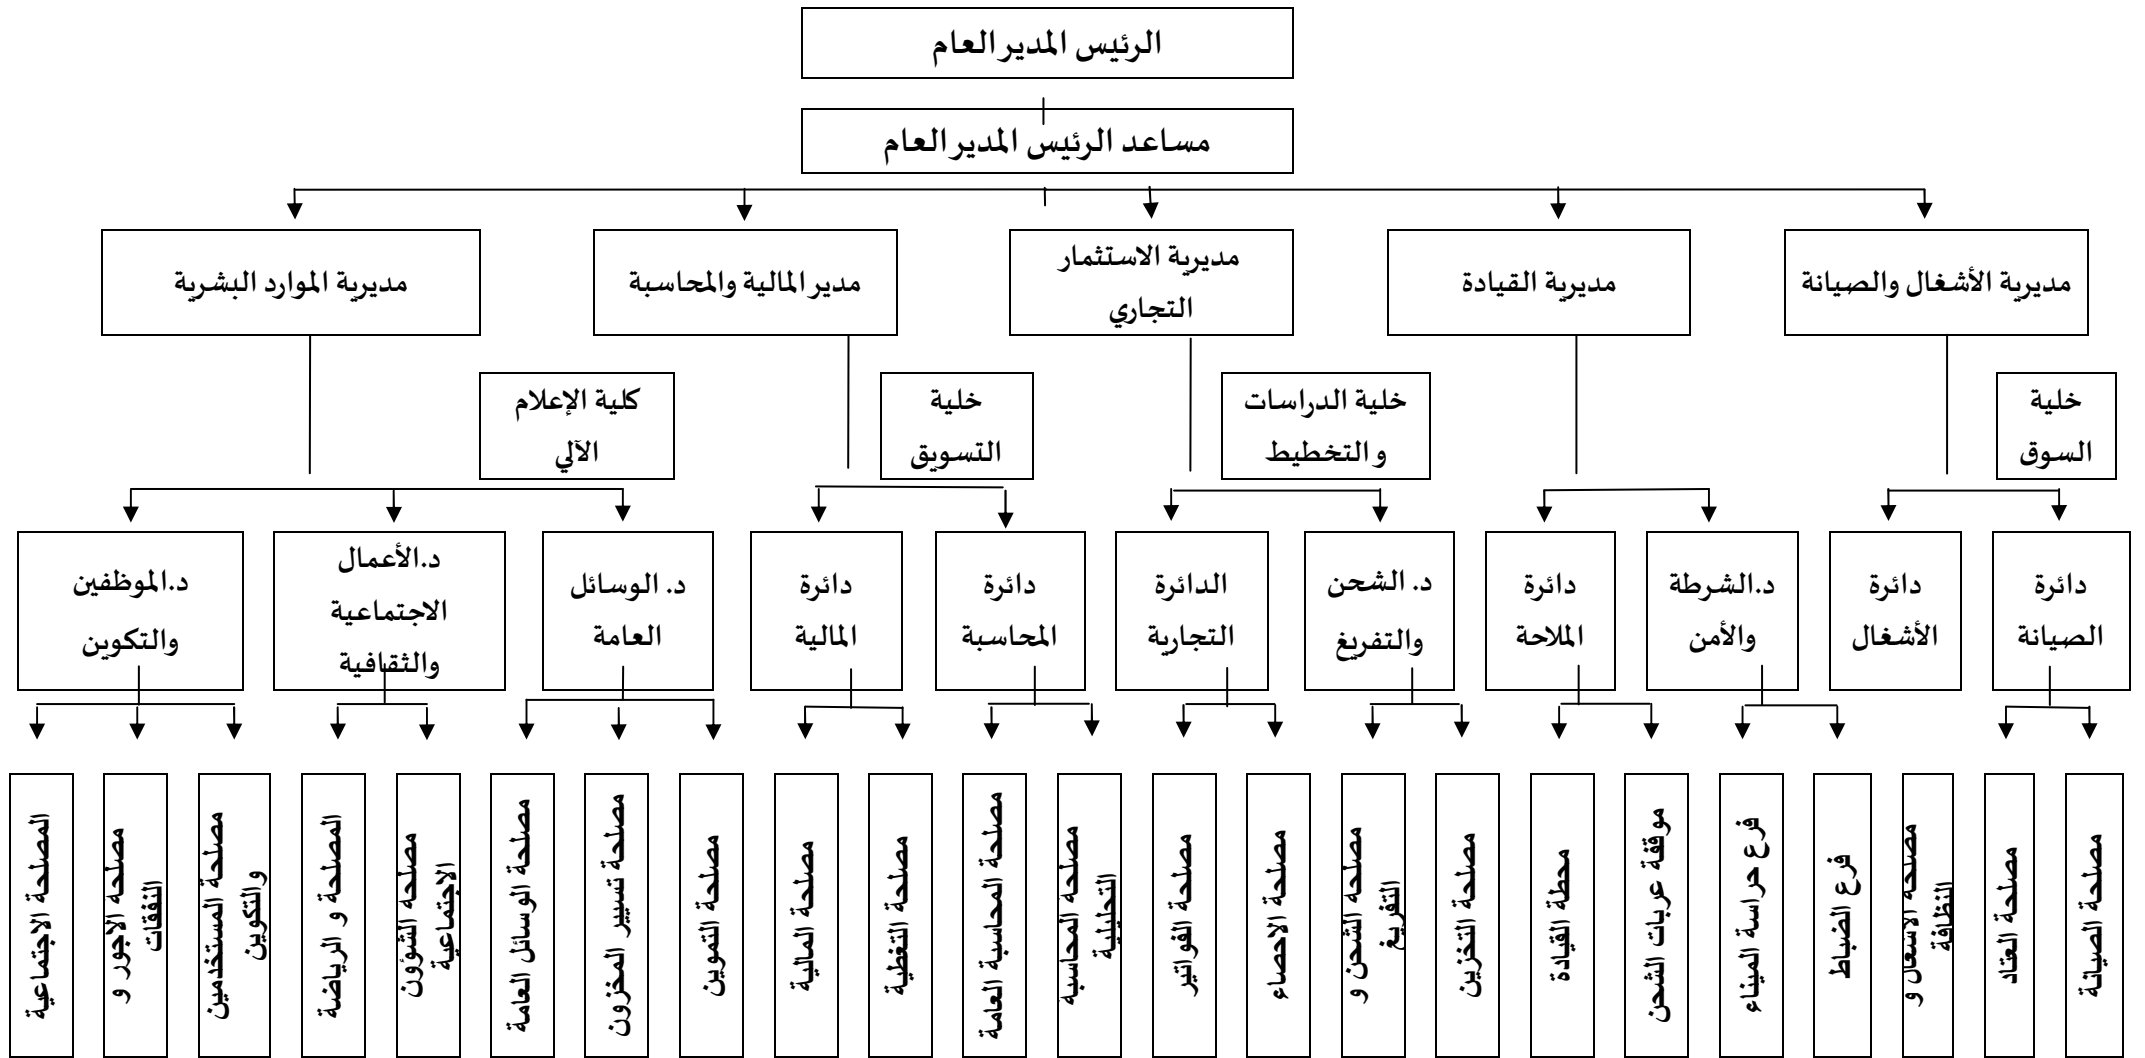 الرئيس المدير العام
مساعد الرئيس المدير العام
مديرية الأشغال والصيانة
مديرية القيادة
مديرية الاستثمار
التجاري
مدير المالية والمحاسبة
مديرية الموارد البشرية
خلية
السوق
خلية الدراسات
والتخطيط
خلية
التسويق
كلية الإعلام
الآلي
دائرة
الصيانة
دائرة
الأشغال
د.الشرطة
والأمن
دائرة
الملاحة
د. الشحن
والتفريغ
الدائرة
التجارية
دائرة
المحاسبة
دائرة
المالية
د. الوسائل
العامة
د.الأعمال
الاجتماعية
والثقافية
د.الموظفين
والتكوين
مصلحة الصيانة
مصلحة العتاد
مصلحة الاشغال و
النظافة
فرع الضباط
فرع حراسة الميناء
موقفة عربات الشحن
محطة القيادة
مصلحة التخزين
مصلحة الشحن و
التفريغ
مصلحة الاحصاء
مصلحة الفواتير
مصلحة المحاسبة
التحليلية
مصلحة المحاسبة العامة
مصلحة التغطية
مصلحة المالية
مصلحة التموين
مصلحة تسيير المخزون
مصلحة الوسائل العامة
مصلحة الشؤون
الاجتماعية
المصلحة و الرياضة
مصلحة المستخدمين
والتكوين
مصلحة الاجور و
النفقات
المصلحة الاجتماعية